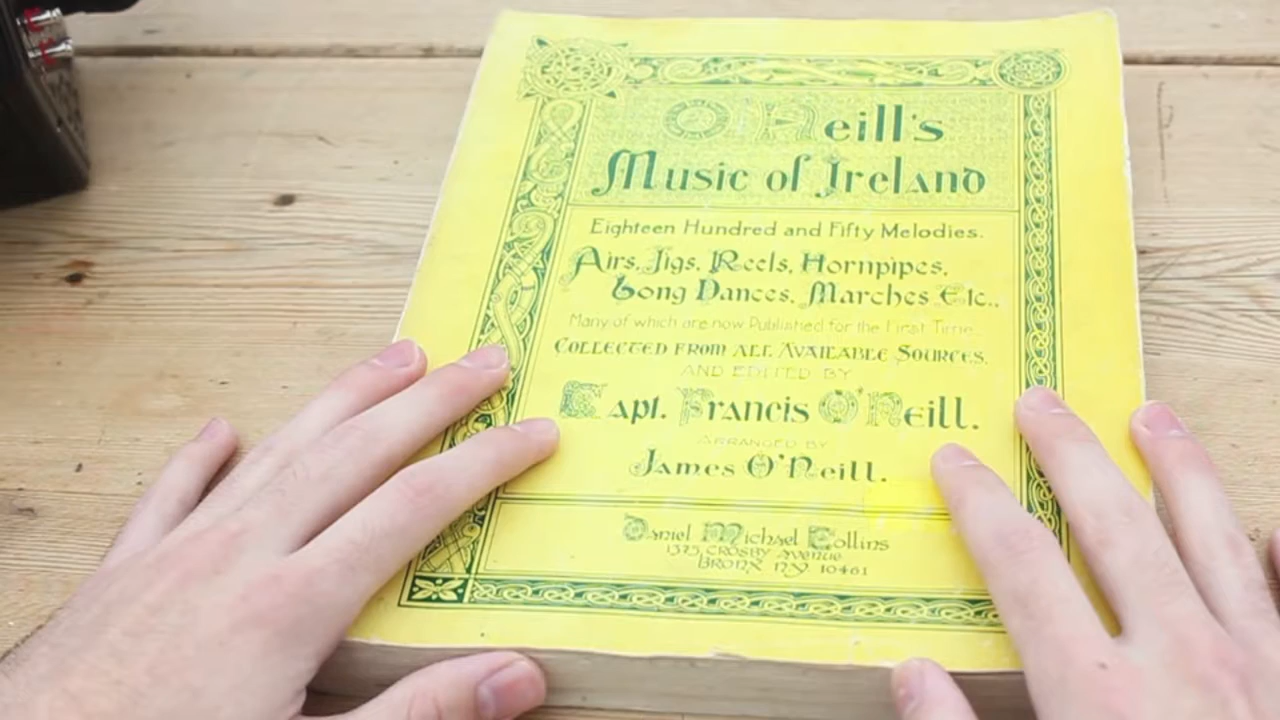 O'Neill's
Music of Ireland
Eighteen Hundred and Fifty Melodies.
Airs, Jigs, Reels, Hornpipes,
Long Dances, Marches Etc.,
Many of which are now Published for the First Time.
Collected from all Available Sources,
AND EDITED BY
Capt. Francis O'Neill.
ARRANGED BY
James O'Neill.
Daniel Michael Collins
1375 CROSBY Avenue
BRONX N.Y. 10461